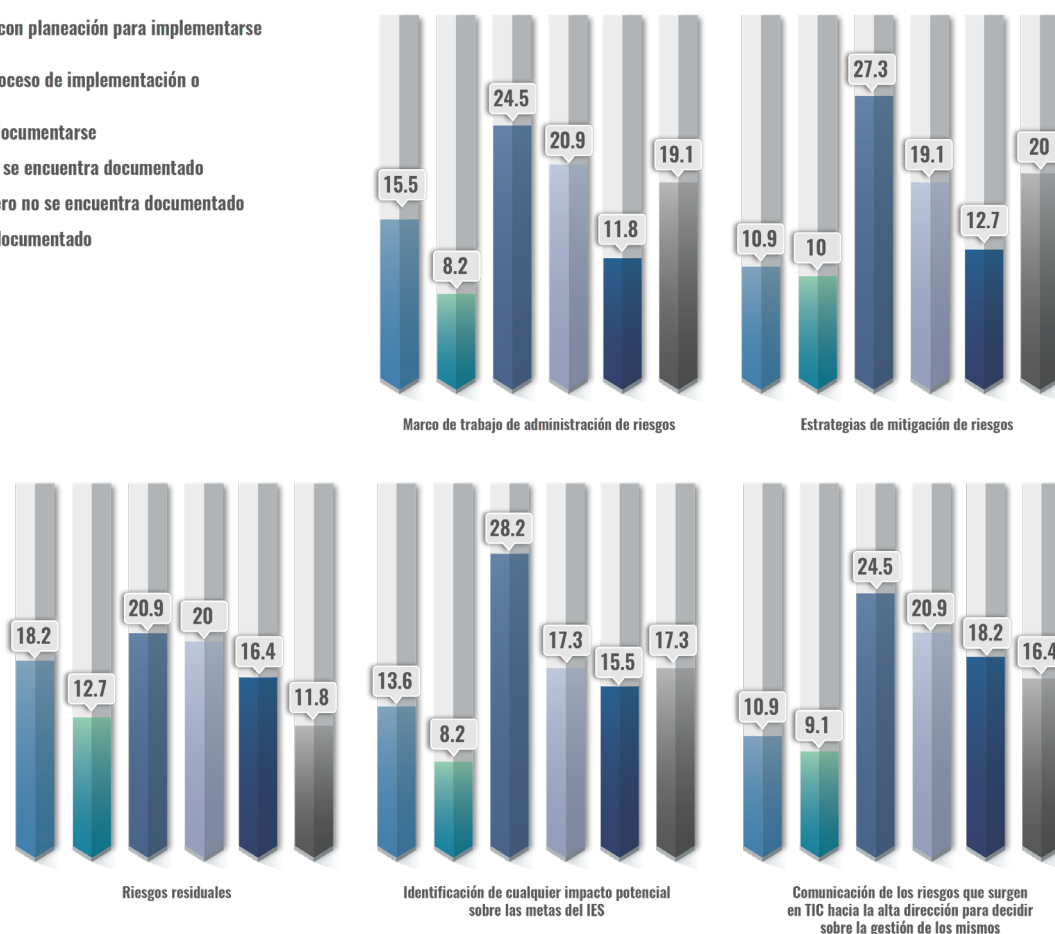 con planeación para implementarse
proceso de implementación o
documentarse
se encuentra documentado
pero no se encuentra documentado
documentado
15.5
8.2
24.5
20.9
11.8
19.1
Marco de trabajo de administración de riesgos
10.9
10
27.3
19.1
12.7
20
Estrategias de mitigación de riesgos
18.2
12.7
20.9
20
16.4
11.8
Riesgos residuales
13.6
8.2
28.2
17.3
15.5
17.3
Identificación de cualquier impacto potencial
sobre las metas del IES
10.9
9.1
24.5
20.9
18.2
16.4
Comunicación de los riesgos que surgen
en TIC hacia la alta dirección para decidir
sobre la gestión de los mismos